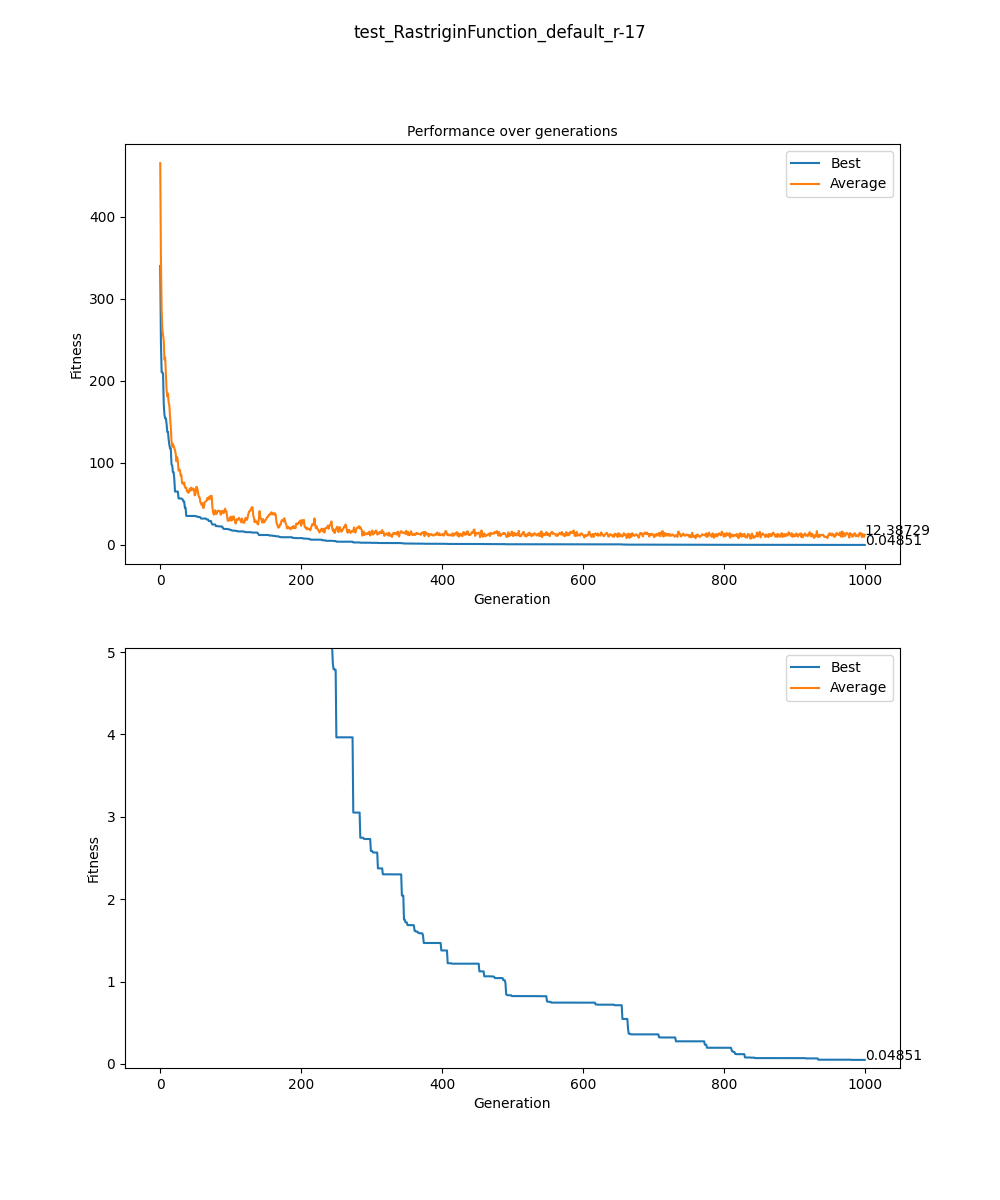 test_RastriginFunction_default_r-17
Performance over generations
Best
Average
Fitness
400
300
200
100
0
12.38729
0.04851
0 200 400 600 800 1000
Generation
Best
Average
Fitness
5
4
3
2
1
0
0.04851
0 200 400 600 800 1000
Generation